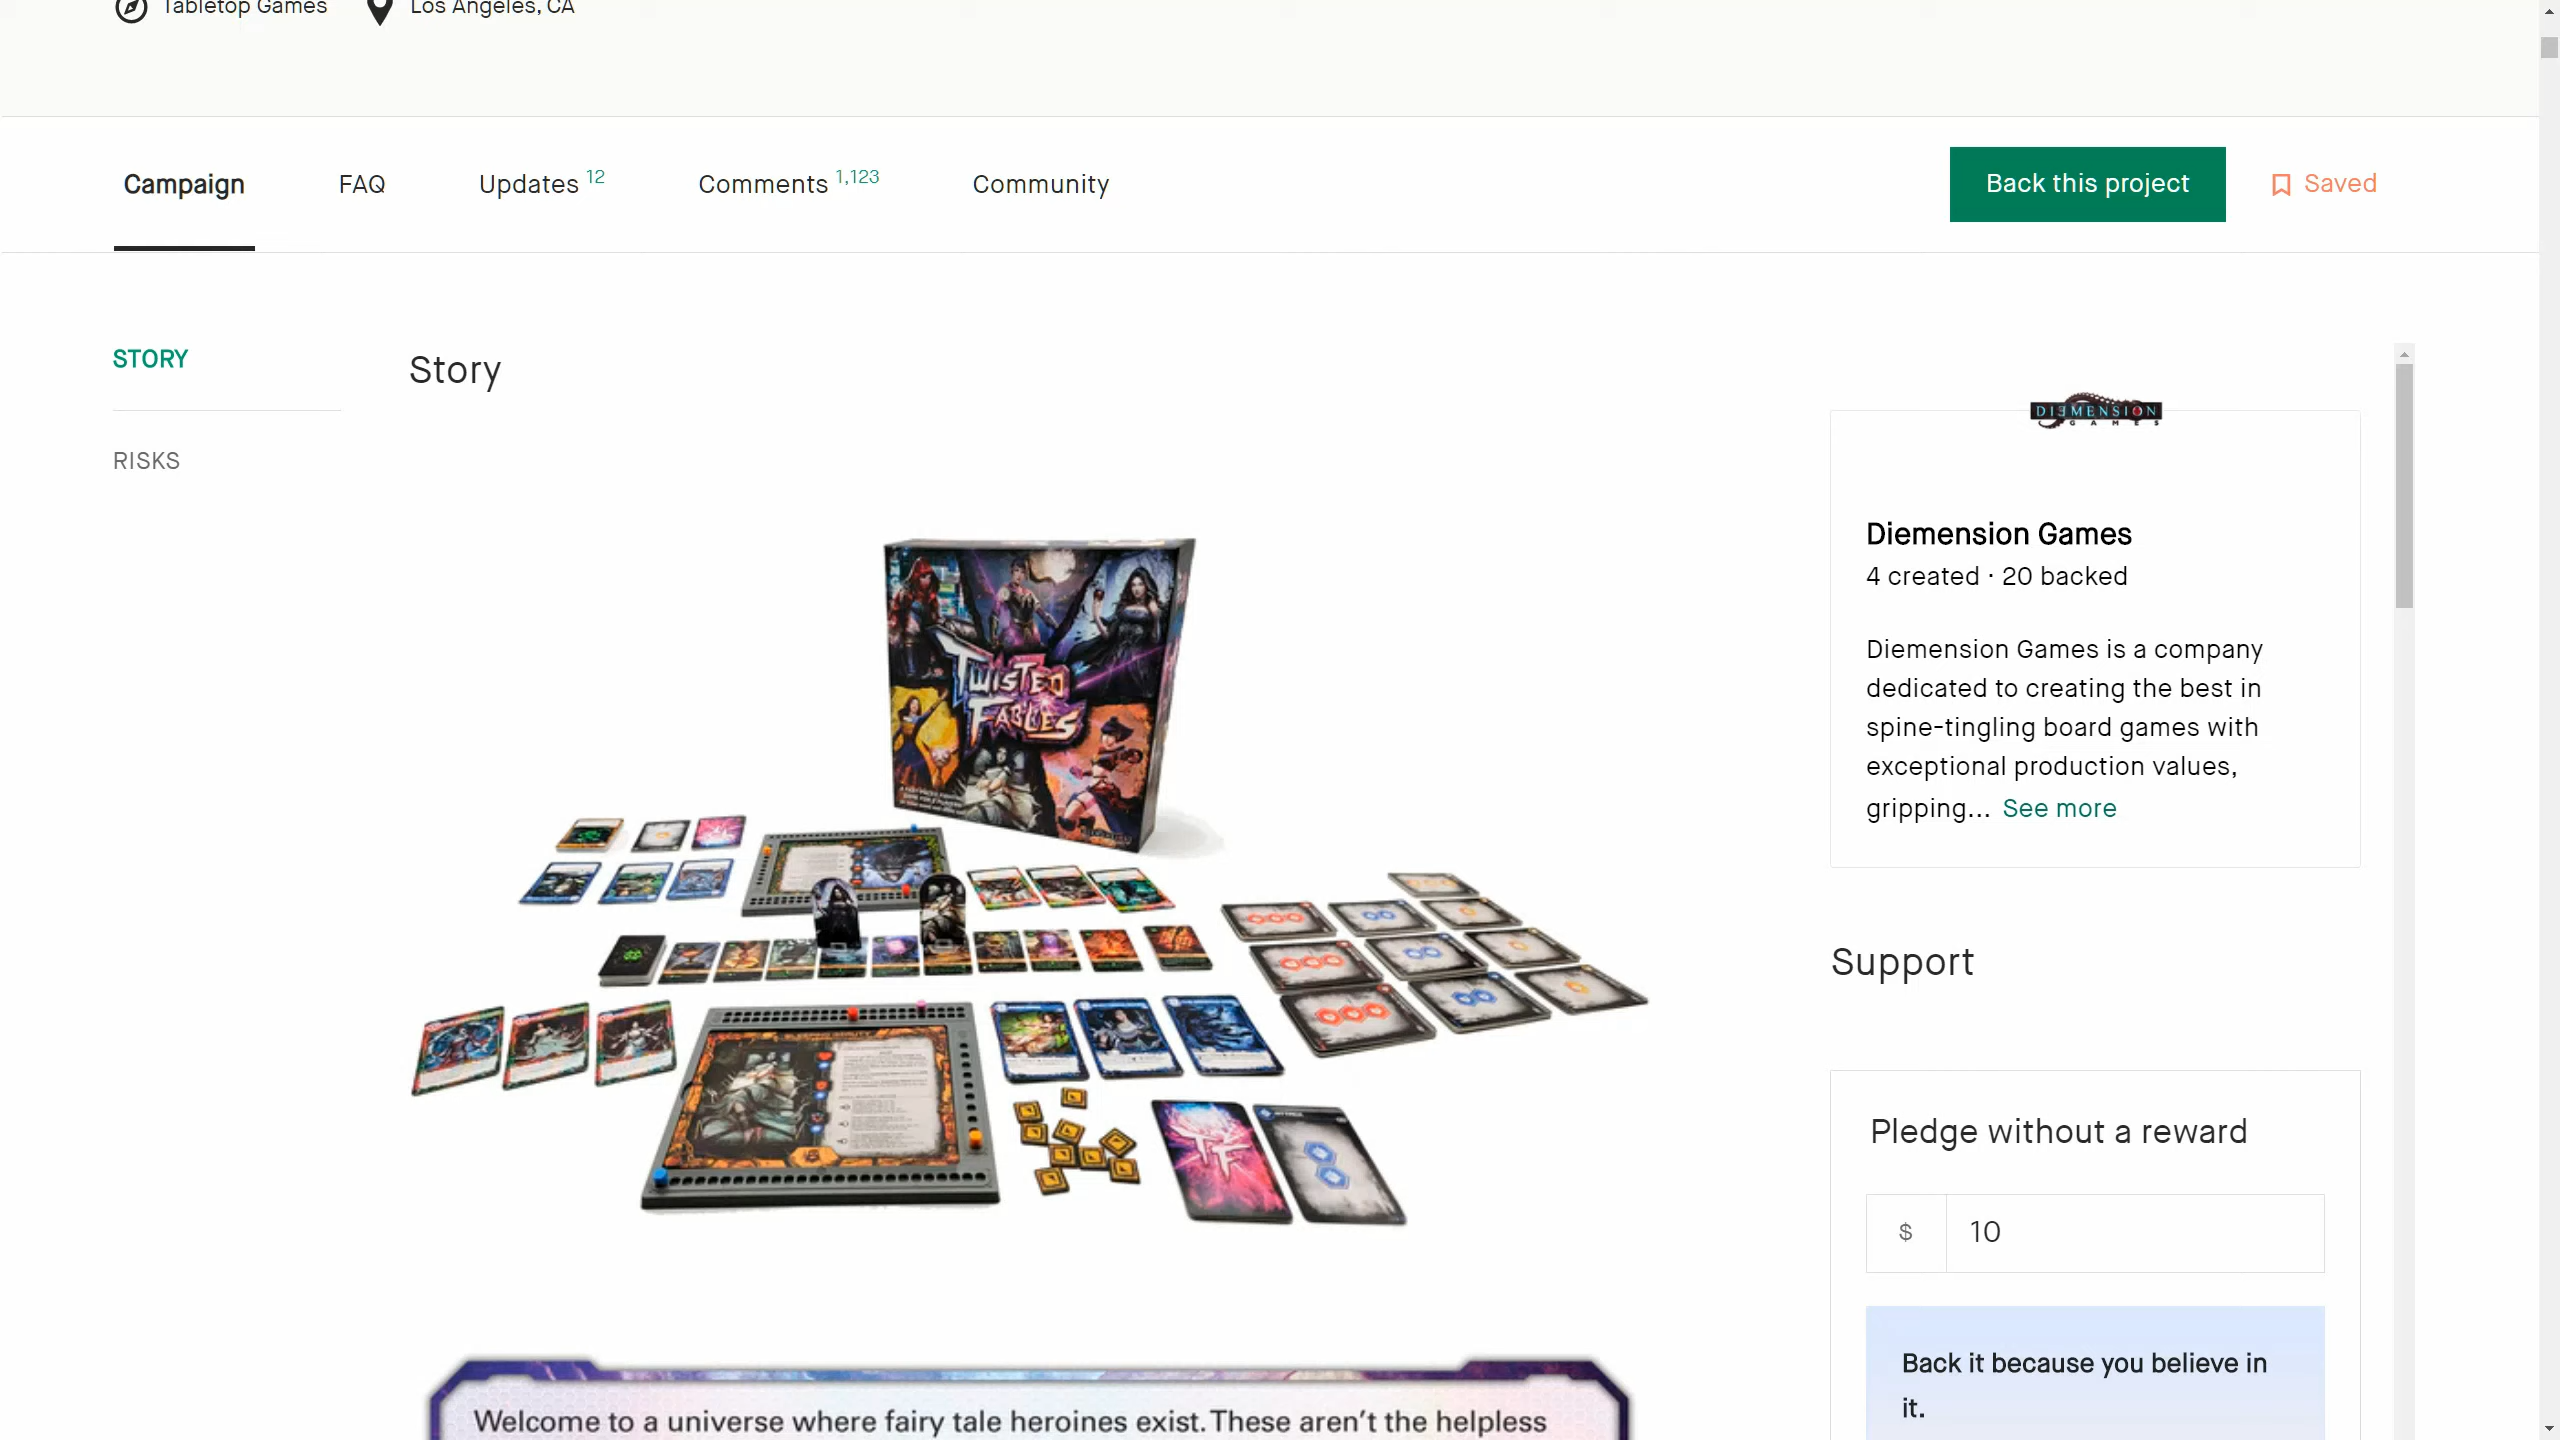 Tabletop Games
Los Angeles, CA
Campaign
FAQ
Updates 12
Comments 1,123
Community
Back this project
Saved
STORY
RISKS
Story
TWISTED
FABLES
TF
DIEMENSION
GAMES
Diemension Games
4 created · 20 backed
Diemension Games is a company
dedicated to creating the best in
spine-tingling board games with
exceptional production values,
gripping... See more
Support
Pledge without a reward
$ 10
Back it because you believe in
it.
Welcome to a universe where fairy tale heroines exist. These aren't the helpless